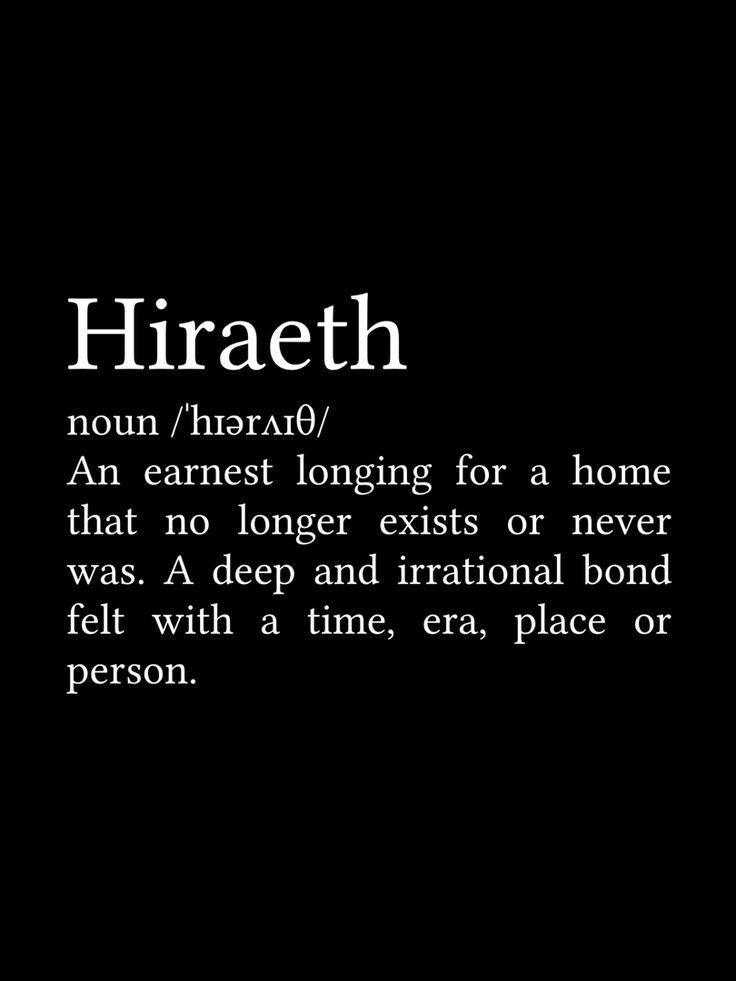 Hiraeth
noun /ˈhɪərʌɪθ/
An earnest longing for a home
that no longer exists or never
was. A deep and irrational bond
felt with a time, era, place or
person.